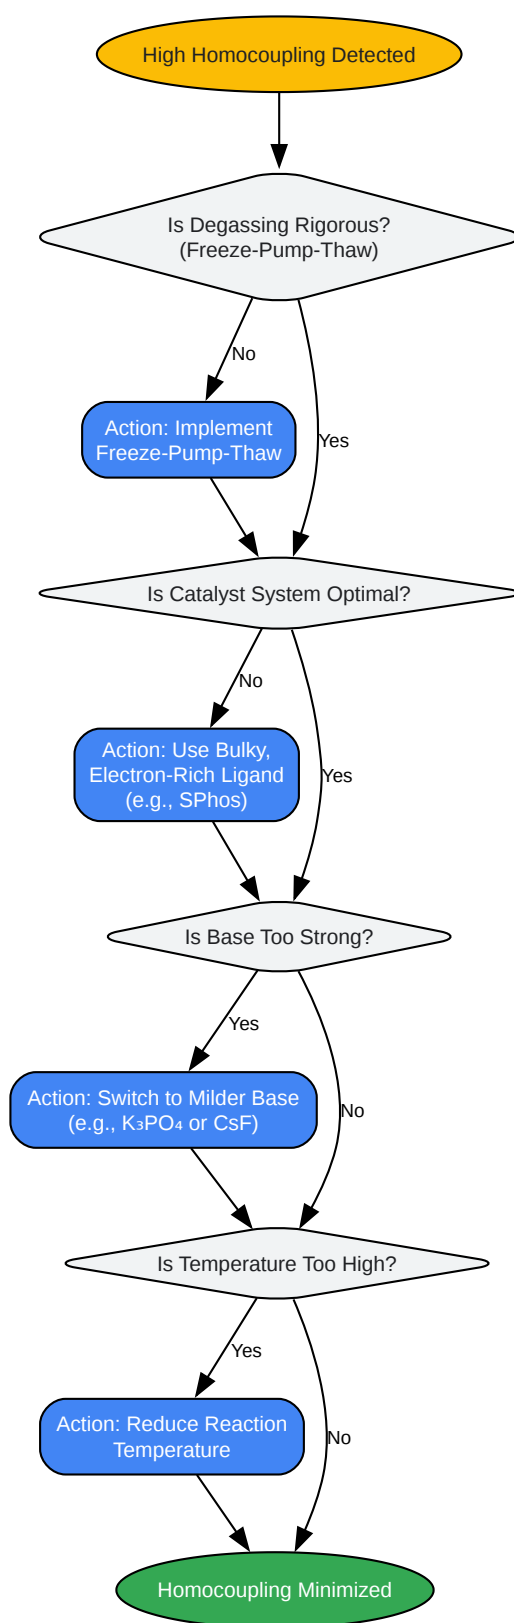 High Homocoupling Detected
Is Degassing Rigorous?
(Freeze-Pump-Thaw)
No
Action: Implement
Freeze-Pump-Thaw
Yes
Is Catalyst System Optimal?
No
Action: Use Bulky,
Electron-Rich Ligand
(e.g., SPhos)
Yes
Is Base Too Strong?
Yes
Action: Switch to Milder Base
(e.g., K₃PO₄ or CsF)
No
Is Temperature Too High?
Yes
Action: Reduce Reaction
Temperature
No
Homocoupling Minimized